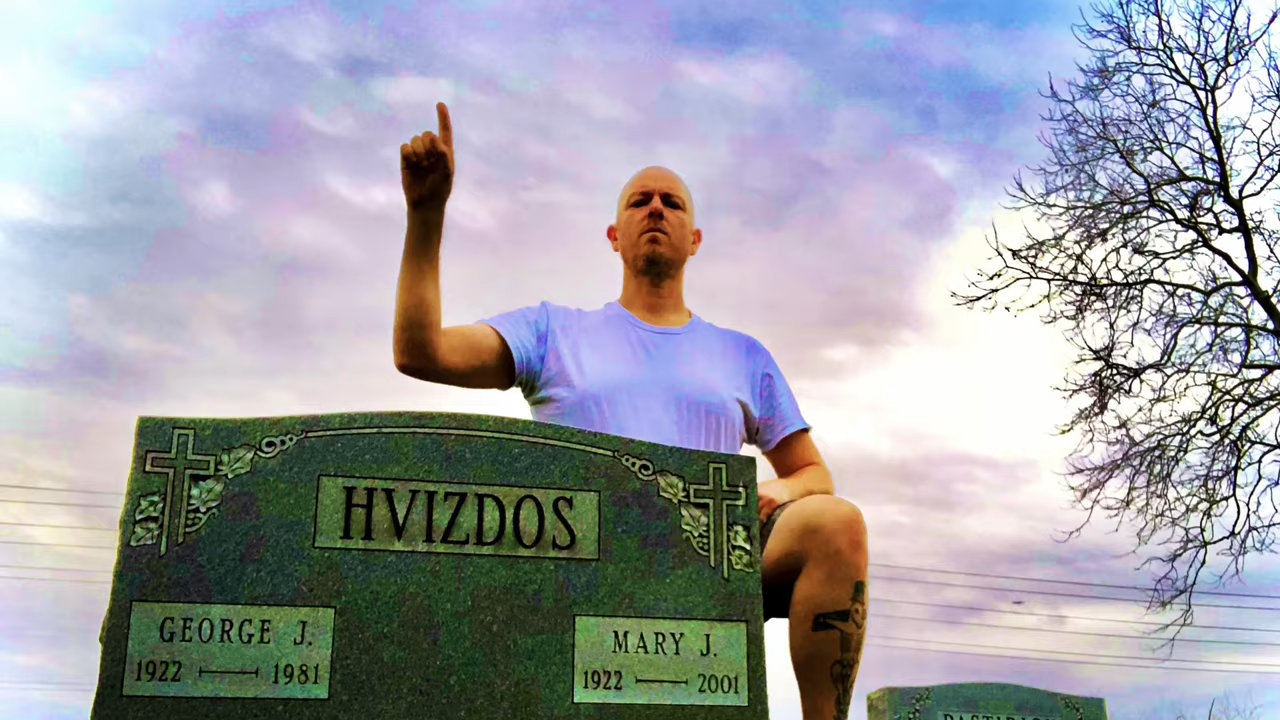 HVIZDOS
GEORGE J.
1922 1981
MARY J.
1922 2001